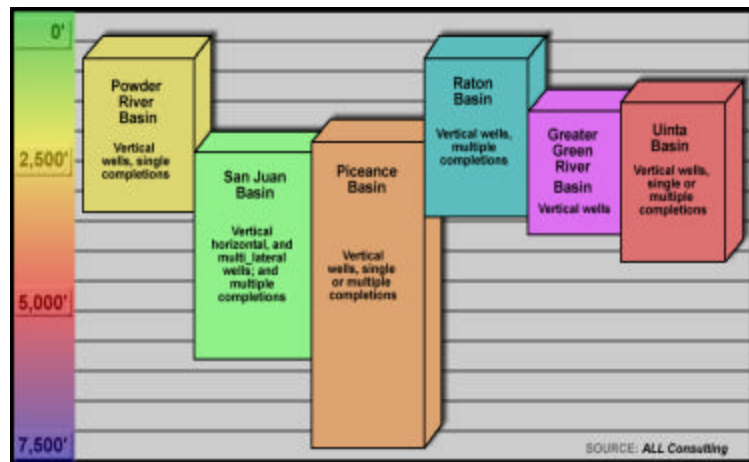 0'
2,500'
5,000'
7,500'
Powder
River
Basin
Vertical
wells, single
completions
San Juan
Basin
Vertical
horizontal, and
multi_lateral
wells; and
multiple
completions
Piceance
Basin
Vertical
wells, single
or multiple
completions
Raton
Basin
Vertical wells,
multiple
completions
Greater
Green
River
Basin
Vertical wells
Uinta
Basin
Vertical wells,
single or
multiple
completions
SOURCE: ALL Consulting